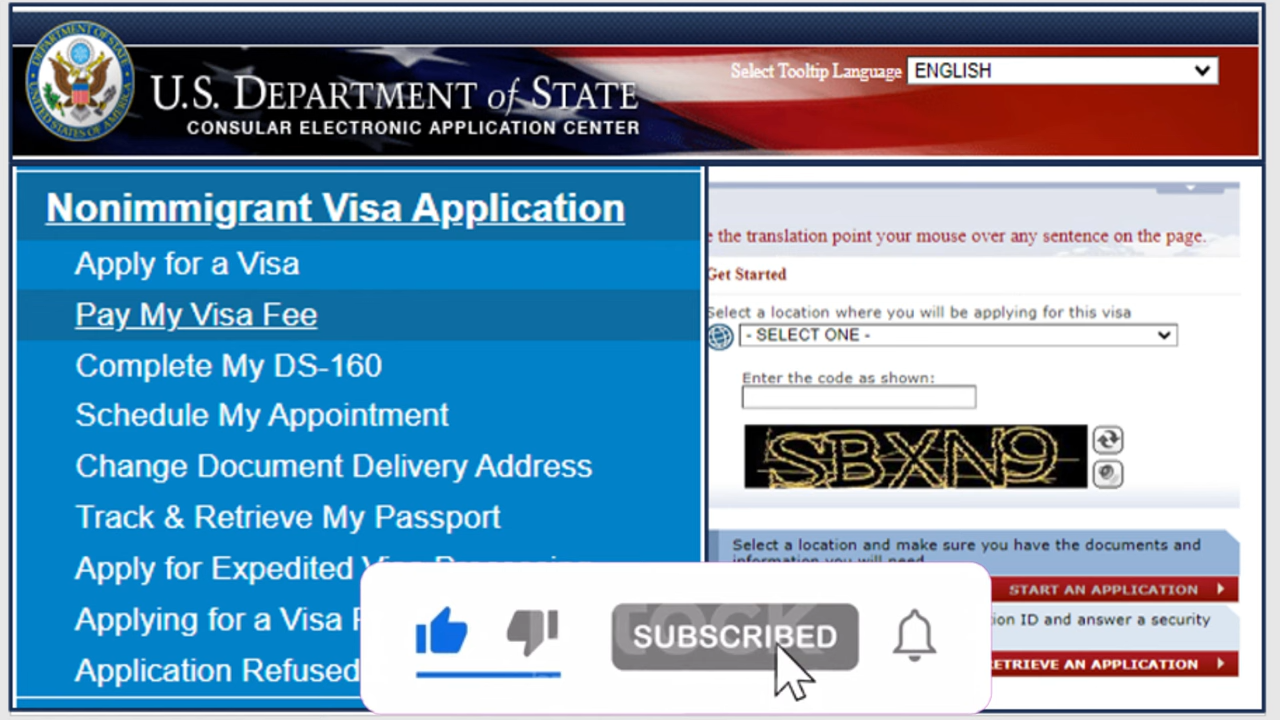 U.S. DEPARTMENT of STATE
CONSULAR ELECTRONIC APPLICATION CENTER
Select Tooltip Language ENGLISH
Nonimmigrant Visa Application
Apply for a Visa
Pay My Visa Fee
Complete My DS-160
Schedule My Appointment
Change Document Delivery Address
Track & Retrieve My Passport
Apply for Expedited
Applying for a Visa
Application Refused
the translation point your mouse over any sentence on the page.
Get Started
Select a location where you will be applying for this visa
- SELECT ONE -
Enter the code as shown:
SBXN9
Select a location and make sure you have the documents and
information you will need
START AN APPLICATION
ID and answer a security
RETRIEVE AN APPLICATION
SUBSCRIBED